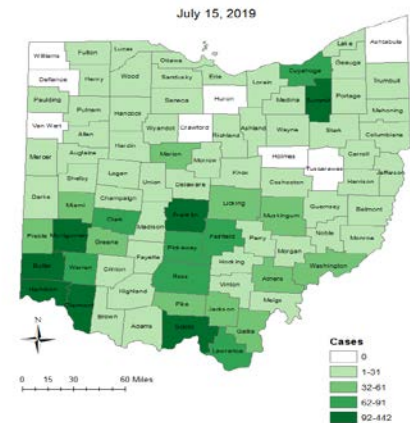 July 15, 2019
Ashtabula
Lake
Williams
Fulton
Lucas
Ottawa
Cuyahoga
Geauga
Trumbull
Defiance
Henry
Wood
Sandusky
Erie
Lorain
Summit
Portage
Paulding
Seneca
Huron
Medina
Mahoning
Putnam
Hancock
Van Wert
Wyandot
Crawford
Richland
Ashland
Wayne
Stark
Columbiana
Allen
Hardin
Marion
Holmes
Carroll
Mercer
Auglaize
Morrow
Knox
Tuscarawas
Jefferson
Shelby
Logan
Union
Delaware
Coshocton
Harrison
Darke
Champaign
Licking
Guernsey
Belmont
Miami
Clark
Franklin
Muskingum
Madison
Noble
Monroe
Preble
Montgomery
Greene
Fairfield
Perry
Morgan
Pickaway
Fayette
Washington
Butler
Warren
Clinton
Ross
Hocking
Athens
Hamilton
Clermont
Highland
Vinton
Meigs
Pike
Jackson
Brown
Adams
Scioto
Gallia
Lawrence
N
0 15 30 60 Miles
Cases
0
1-31
32-61
62-91
92-442